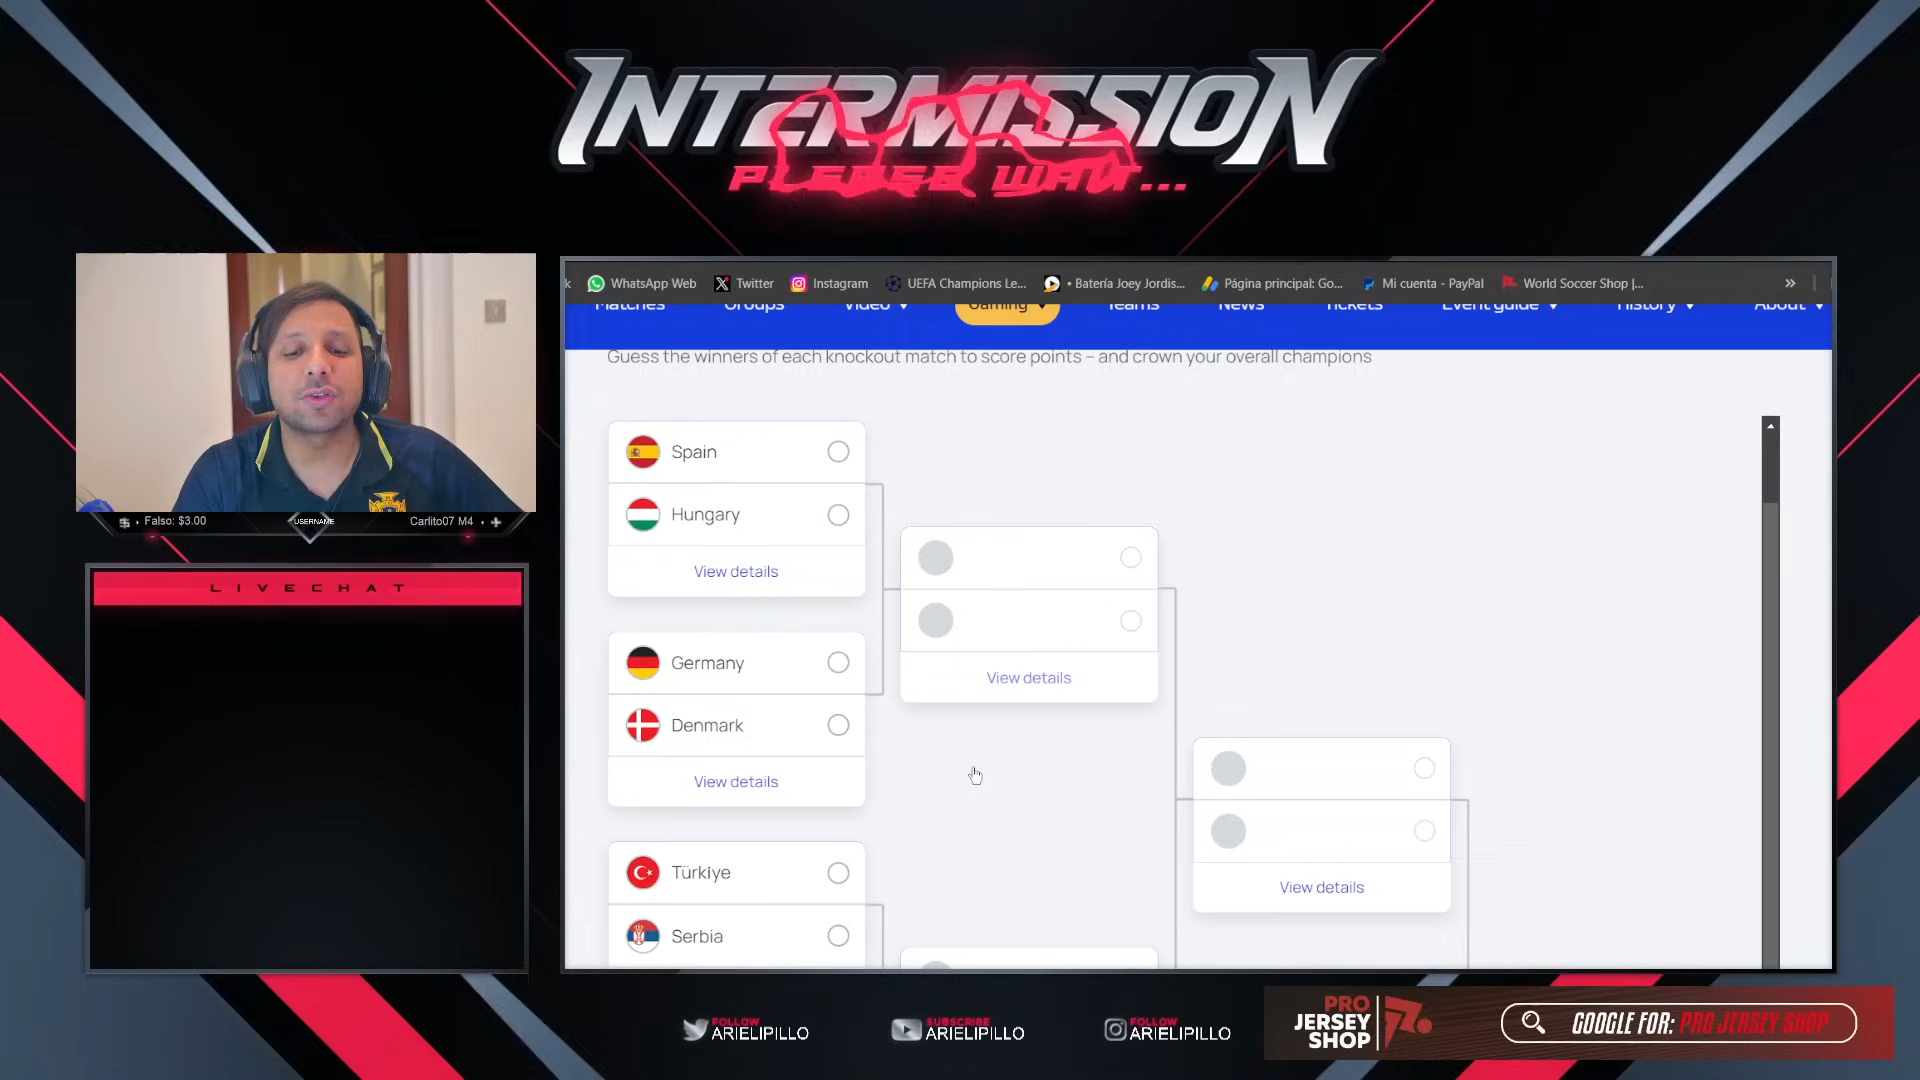 INTERMISSION
PLEASE WAIT...
WhatsApp Web
Twitter
Instagram
UEFA Champions Le...
• Batería Joey Jordis...
Página principal: Go...
Mi cuenta - PayPal
World Soccer Shop |...
»
Matches
Groups
Video
Gaming
Teams
News
Tickets
Event guide
History
About
Guess the winners of each knockout match to score points – and crown your overall champions
Spain
Hungary
View details
Germany
Denmark
View details
Türkiye
Serbia
View details
View details
Falso: $3.00
USERNAME
Carlito07 M4
LIVECHAT
FOLLOW
ARIELIPILLO
SUBSCRIBE
ARIELIPILLO
FOLLOW
ARIELIPILLO
PRO
JERSEY
SHOP
GOOGLE FOR: PRO JERSEY SHOP